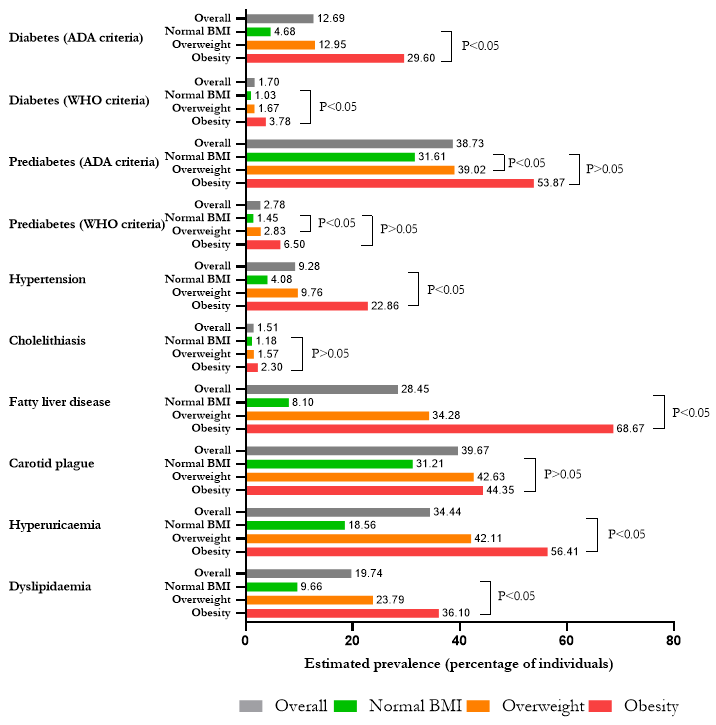 Diabetes (ADA criteria)
Overall 12.69
Normal BMI 4.68
Overweight 12.95
Obesity 29.60
P<0.05
Diabetes (WHO criteria)
Overall 1.70
Normal BMI 1.03
Overweight 1.67
Obesity 3.78
P<0.05
Prediabetes (ADA criteria)
Overall 38.73
Normal BMI 31.61
Overweight 39.02
Obesity 53.87
P<0.05
P>0.05
Prediabetes (WHO criteria)
Overall 2.78
Normal BMI 1.45
Overweight 2.83
Obesity 6.50
P<0.05
P>0.05
Hypertension
Overall 9.28
Normal BMI 4.08
Overweight 9.76
Obesity 22.86
P<0.05
Cholelithiasis
Overall 1.51
Normal BMI 1.18
Overweight 1.57
Obesity 2.30
P>0.05
Fatty liver disease
Overall 28.45
Normal BMI 8.10
Overweight 34.28
Obesity 68.67
P<0.05
Carotid plague
Overall 39.67
Normal BMI 31.21
Overweight 42.63
Obesity 44.35
P>0.05
Hyperuricaemia
Overall 34.44
Normal BMI 18.56
Overweight 42.11
Obesity 56.41
P<0.05
Dyslipidaemia
Overall 19.74
Normal BMI 9.66
Overweight 23.79
Obesity 36.10
P<0.05
0 20 40 60 80
Estimated prevalence (percentage of individuals)
Overall Normal BMI Overweight Obesity